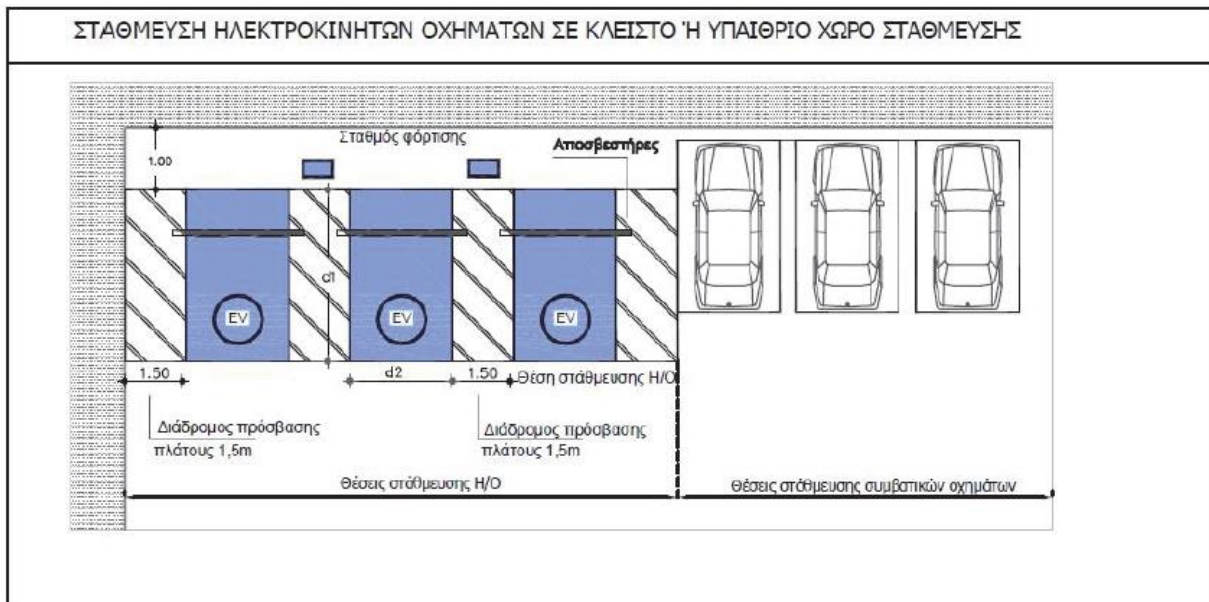 ΣΤΑΘΜΕΥΣΗ ΗΛΕΚΤΡΟΚΙΝΗΤΩΝ ΟΧΗΜΑΤΩΝ ΣΕ ΚΛΕΙΣΤΟ Ή ΥΠΑΙΘΡΙΟ ΧΩΡΟ ΣΤΑΘΜΕΥΣΗΣ
Σταθμός φόρτισης
Αποσβεστήρες
1.00
d1
EV
EV
EV
1.50
d2
1.50
Θέση στάθμευσης Η/Ο
Διάδρομος πρόσβασης
πλάτους 1,5m
Διάδρομος πρόσβασης
πλάτους 1,5m
Θέσεις στάθμευσης Η/Ο
Θέσεις στάθμευσης συμβατικών οχημάτων